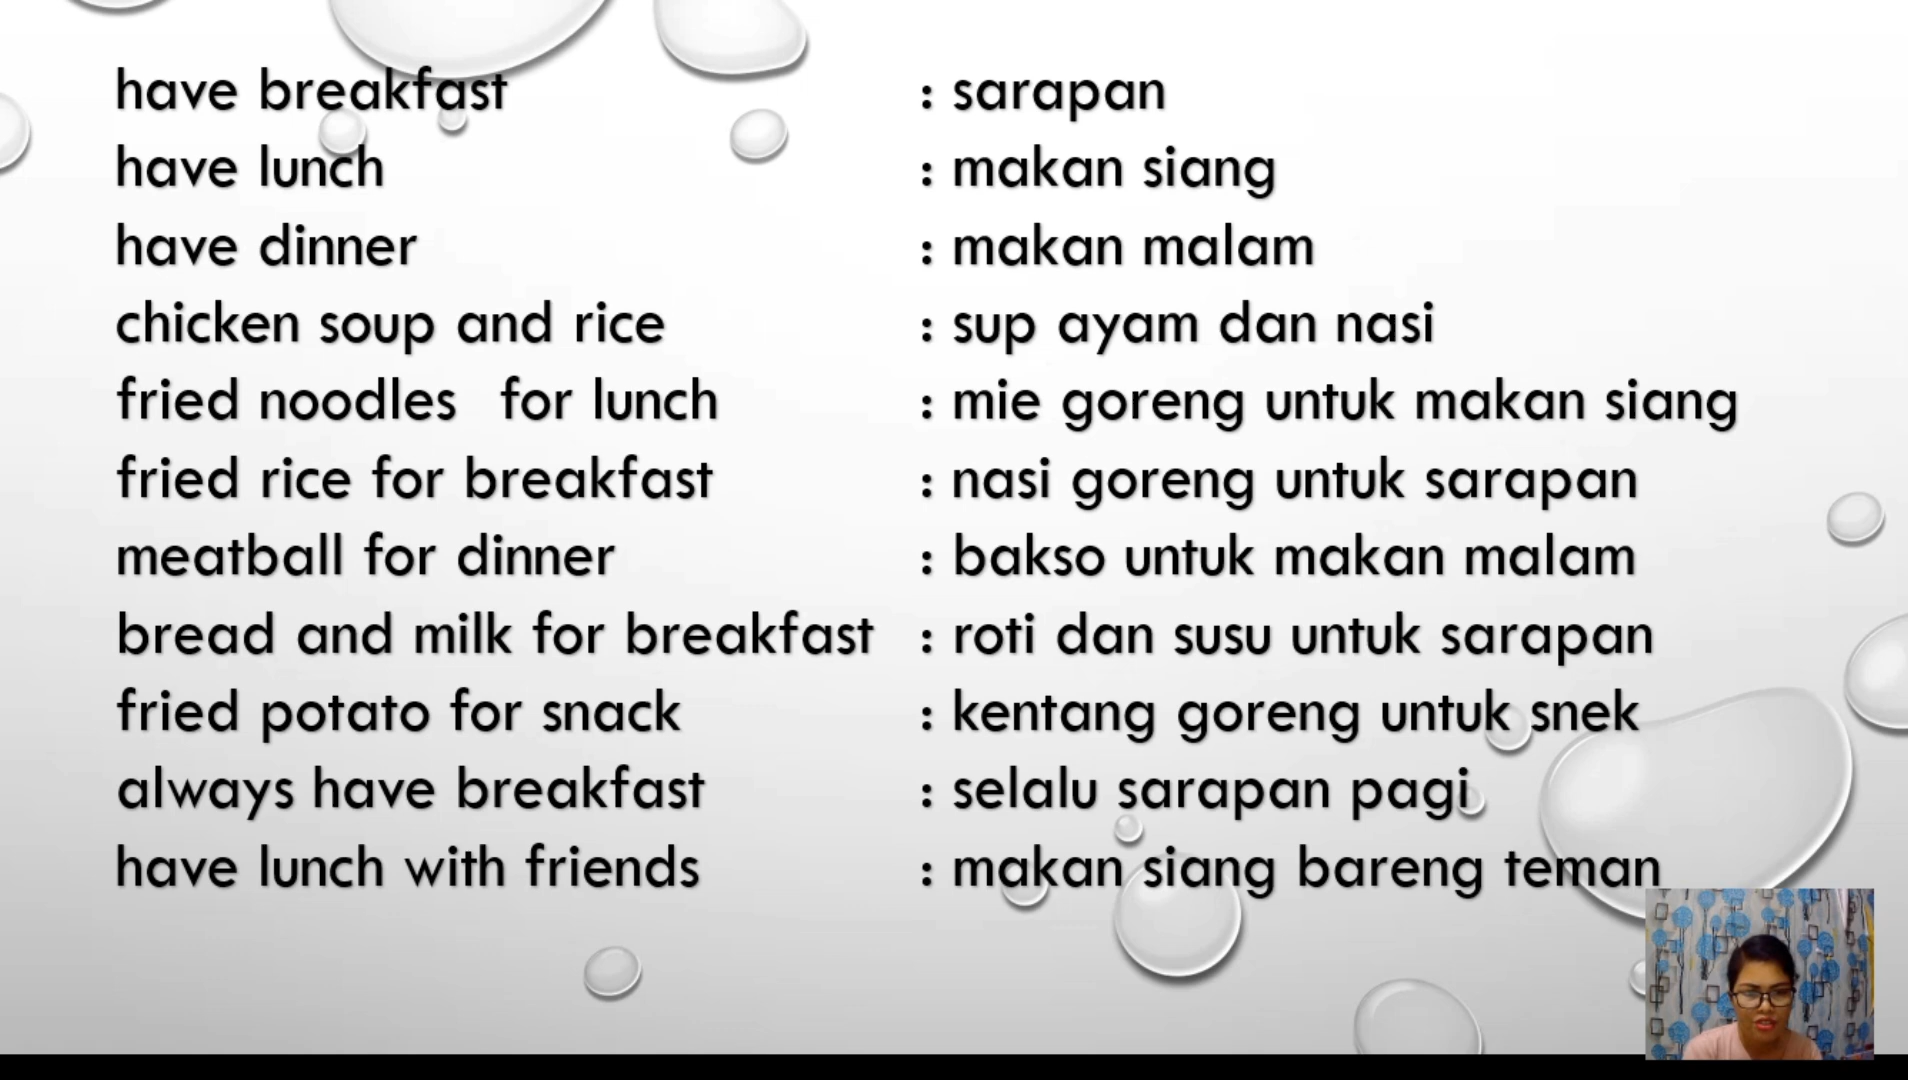 have breakfast : sarapan
have lunch : makan siang
have dinner : makan malam
chicken soup and rice : sup ayam dan nasi
fried noodles  for lunch : mie goreng untuk makan siang
fried rice for breakfast : nasi goreng untuk sarapan
meatball for dinner : bakso untuk makan malam
bread and milk for breakfast : roti dan susu untuk sarapan
fried potato for snack : kentang goreng untuk snek
always have breakfast : selalu sarapan pagi
have lunch with friends : makan siang bareng teman